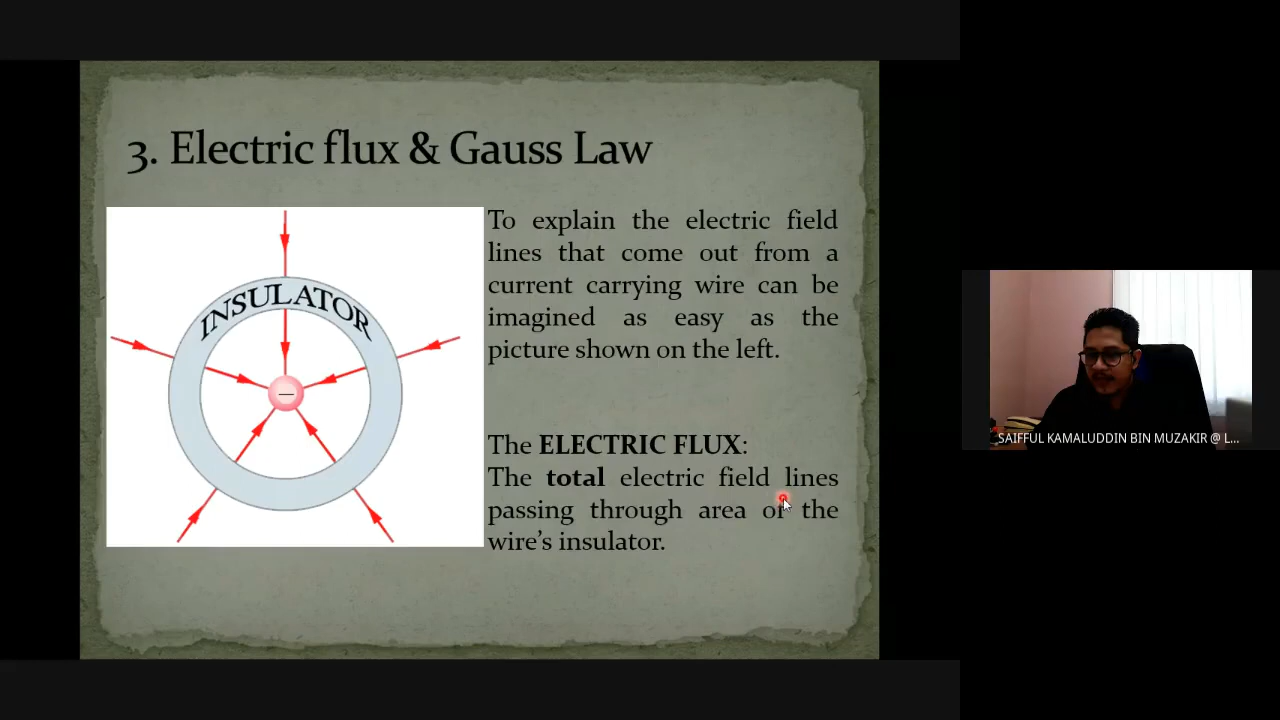 3. Electric flux & Gauss Law
INSULATOR
To explain the electric field
lines that come out from a
current carrying wire can be
imagined as easy as the
picture shown on the left.
The ELECTRIC FLUX:
The total electric field lines
passing through area of the
wire's insulator.
SAIFFUL KAMALUDDIN BIN MUZAKIR @ L...